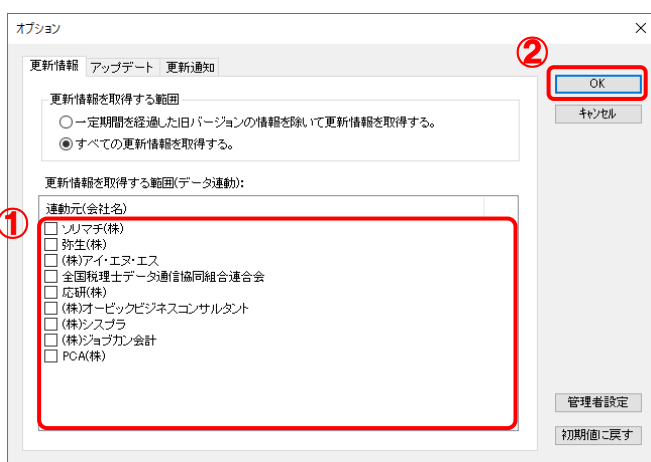 オプション
②
更新情報 アップデート 更新通知
OK
キャンセル
更新情報を取得する範囲
一定期間を経過した旧バージョンの情報を除いて更新情報を取得する。
すべての更新情報を取得する。
更新情報を取得する範囲(データ連動):
連動元(会社名)
①
ソリマチ(株)
弥生(株)
(株)アイ・エヌ・エス
全国税理士データ通信協同組合連合会
応研(株)
(株)オービックビジネスコンサルタント
(株)シスプラ
(株)ジョブカン会計
PCA(株)
管理者設定
初期値に戻す